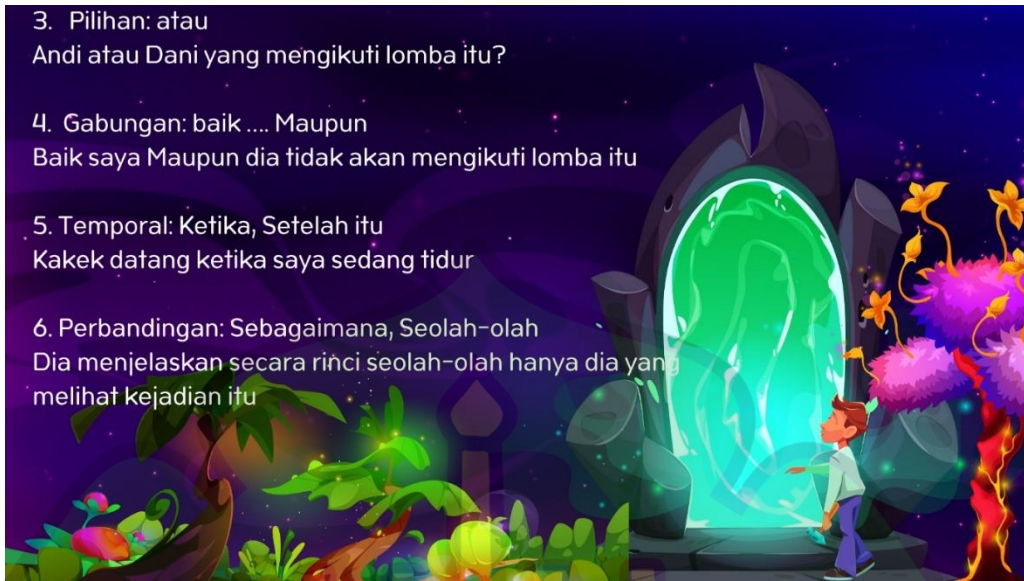 3. Pilihan: atau
Andi atau Dani yang mengikuti lomba itu?
4. Gabungan: baik .... Maupun
Baik saya Maupun dia tidak akan mengikuti lomba itu
5. Temporal: Ketika, Setelah itu
Kakek datang ketika saya sedang tidur
6. Perbandingan: Sebagaimana, Seolah-olah
Dia menjelaskan secara rinci seolah-olah hanya dia yang
melihat kejadian itu